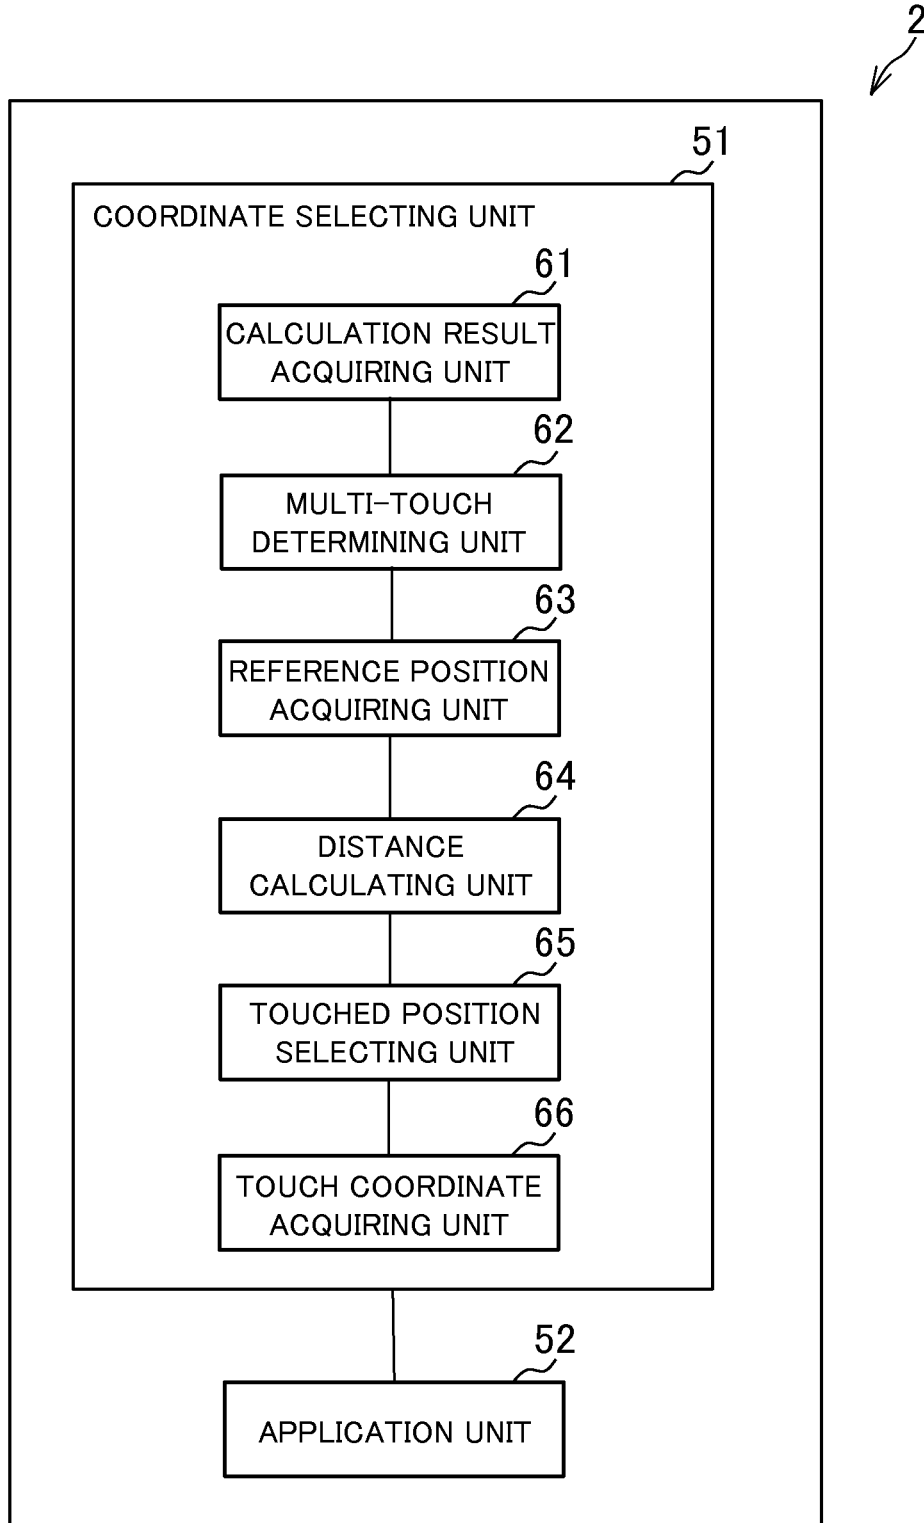 2
51
COORDINATE SELECTING UNIT
61
CALCULATION RESULT
ACQUIRING UNIT
62
MULTI-TOUCH
DETERMINING UNIT
63
REFERENCE POSITION
ACQUIRING UNIT
64
DISTANCE
CALCULATING UNIT
65
TOUCHED POSITION
SELECTING UNIT
66
TOUCH COORDINATE
ACQUIRING UNIT
52
APPLICATION UNIT